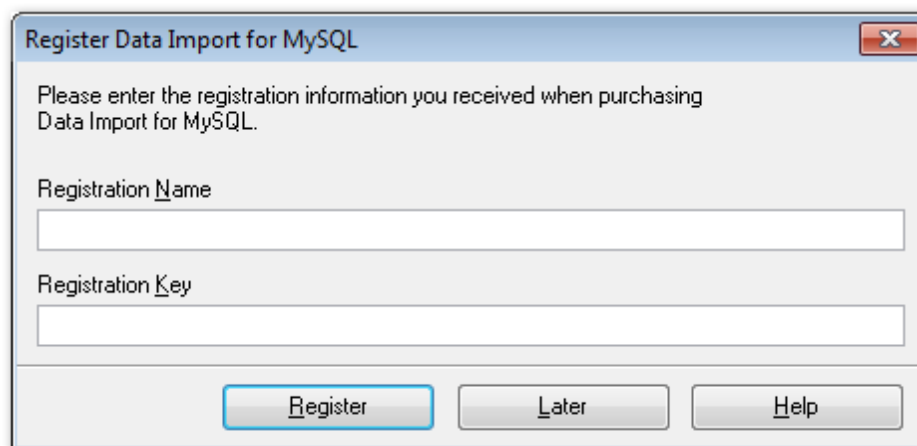 Register Data Import for MySQL
Please enter the registration information you received when purchasing
Data Import for MySQL.
Registration Name
Registration Key
Register Later Help